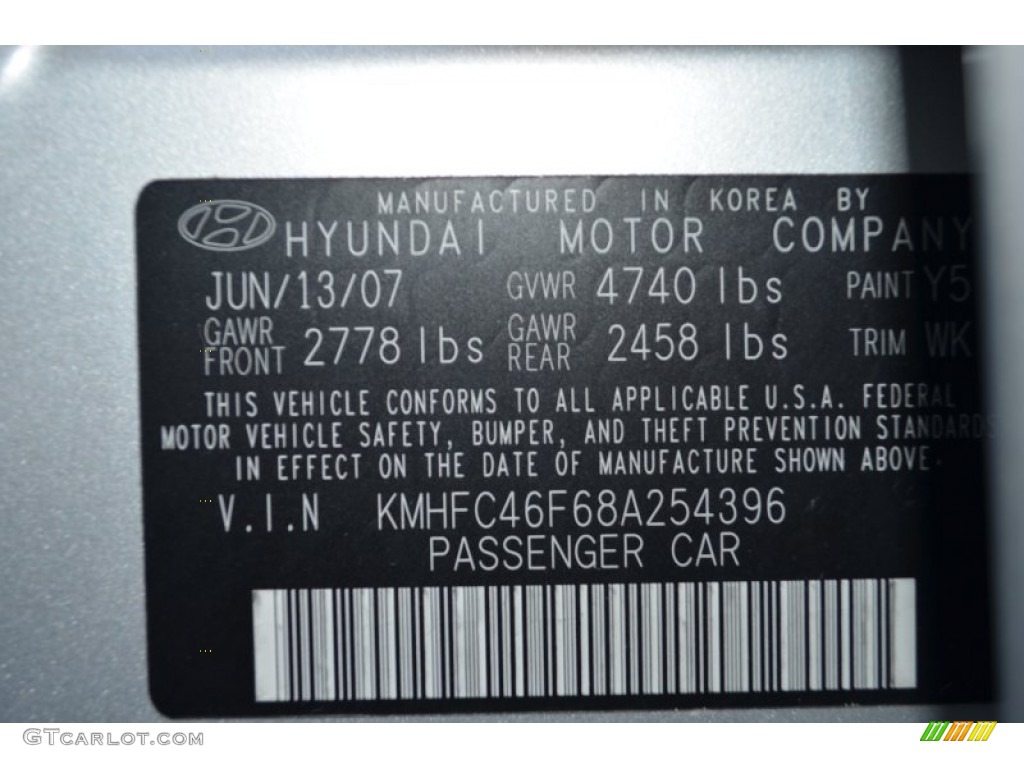 MANUFACTURED IN KOREA BY
HYUNDAI MOTOR COMPANY
JUN/13/07 GVWR 4740 lbs PAINT Y5
GAWR FRONT 2778 lbs GAWR REAR 2458 lbs TRIM WK
THIS VEHICLE CONFORMS TO ALL APPLICABLE U.S.A. FEDERAL
MOTOR VEHICLE SAFETY, BUMPER, AND THEFT PREVENTION STANDARDS
IN EFFECT ON THE DATE OF MANUFACTURE SHOWN ABOVE.
V.I.N KMHFC46F68A254396
PASSENGER CAR
GTCARLOT.COM